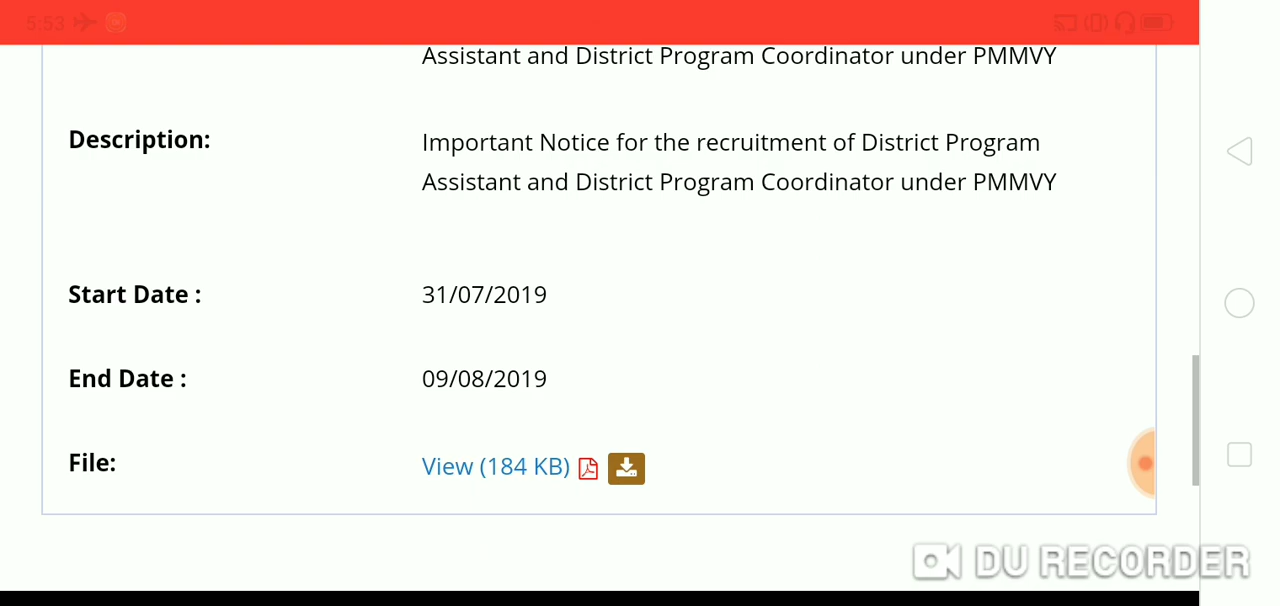 5:53
Assistant and District Program Coordinator under PMMVY
Description:
Important Notice for the recruitment of District Program
Assistant and District Program Coordinator under PMMVY
Start Date :
31/07/2019
End Date :
09/08/2019
File:
View (184 KB)
DU RECORDER